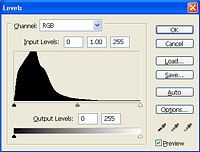 Levels
Channel: RGB
OK
Input Levels: 0 1.00 255
Cancel
Load...
Save...
Auto
Options...
Output Levels: 0 255
Preview